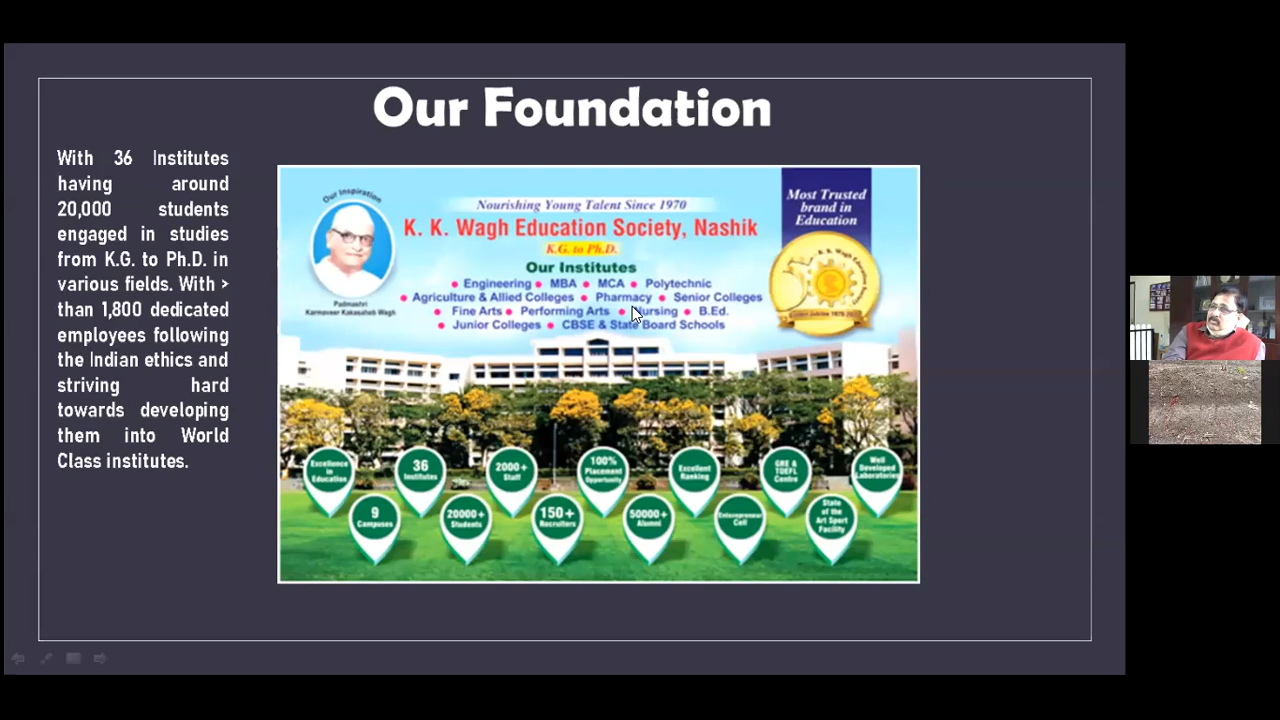 Our Foundation
With 36 Institutes
having around
20,000 students
engaged in studies
from K.G. to Ph.D. in
various fields. With >
than 1,800 dedicated
employees following
the Indian ethics and
striving hard
towards developing
them into World
Class institutes.
Our Inspiration
Padmashri
Karmaveer Kakasaheb Wagh
Nourishing Young Talent Since 1970
K. K. Wagh Education Society, Nashik
K.G. to Ph.D.
Our Institutes
Engineering MBA MCA Polytechnic
Agriculture & Allied Colleges Pharmacy Senior Colleges
Fine Arts Performing Arts Nursing B.Ed.
Junior Colleges CBSE & State Board Schools
Most Trusted
brand in
Education
Excellence
in
Education
36
Institutes
2000+
Staff
100%
Placement
Opportunity
Excellent
Ranking
GRE &
TOEFL
Centre
Well
Developed
Laboratories
9
Campuses
20000+
Students
150+
Recruiters
50000+
Alumni
Entrepreneur
Cell
State
of the
Art Sport
Facility